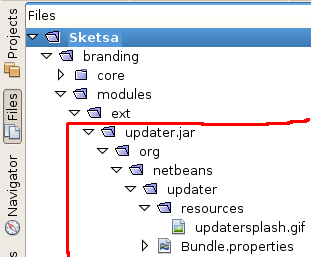 Files
Sketsa
branding
core
modules
ext
updater.jar
org
netbeans
updater
resources
updatersplash.gif
Bundle.properties
Projects
Files
Navigator